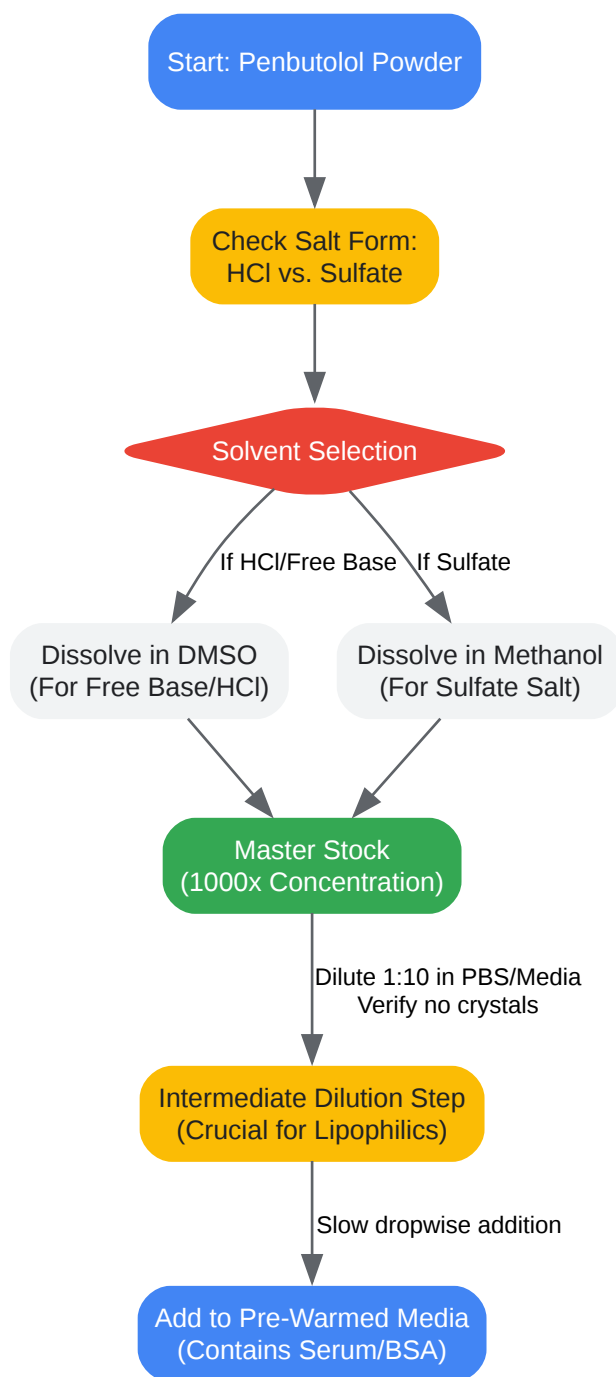 Start: Penbutolol Powder
Check Salt Form:
HCl vs. Sulfate
Solvent Selection
If HCl/Free Base
If Sulfate
Dissolve in DMSO
(For Free Base/HCl)
Dissolve in Methanol
(For Sulfate Salt)
Master Stock
(1000x Concentration)
Dilute 1:10 in PBS/Media
Verify no crystals
Intermediate Dilution Step
(Crucial for Lipophilics)
Slow dropwise addition
Add to Pre-Warmed Media
(Contains Serum/BSA)